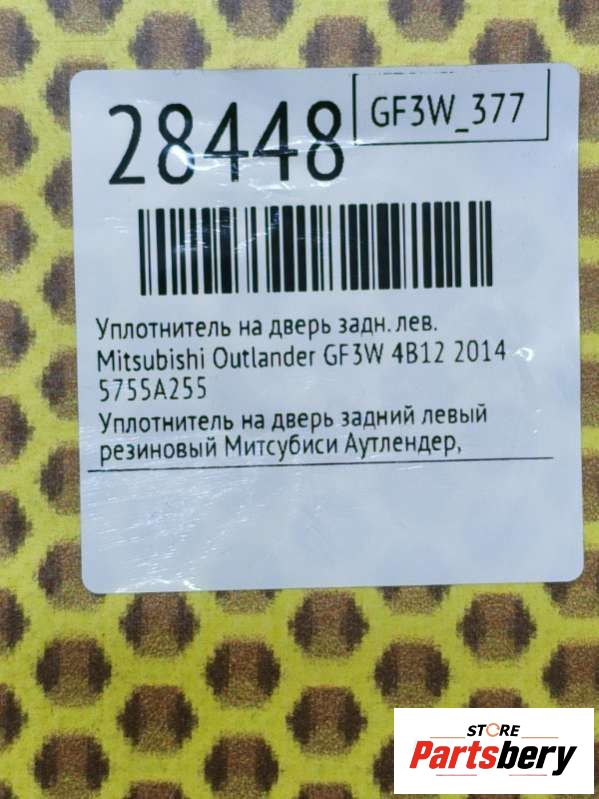 28448
GF3W_377
Уплотнитель на дверь задн. лев.
Mitsubishi Outlander GF3W 4B12 2014
5755A255
Уплотнитель на дверь задний левый
резиновый Митсубиси Аутлендер,
STORE
Partsbery